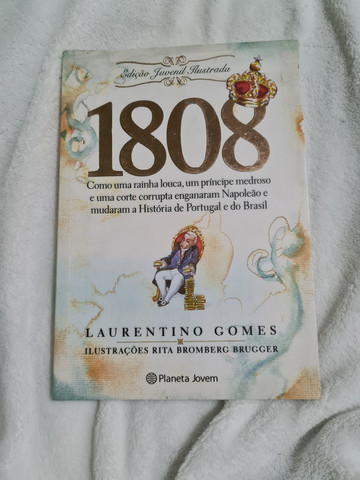 Edição Juvenil Ilustrada
1808
Como uma rainha louca, um príncipe medroso
e uma corte corrupta enganaram Napoleão e
mudaram a História de Portugal e do Brasil
LAURENTINO GOMES
ILUSTRAÇÕES RITA BROMBERG BRUGGER
Planeta Jovem